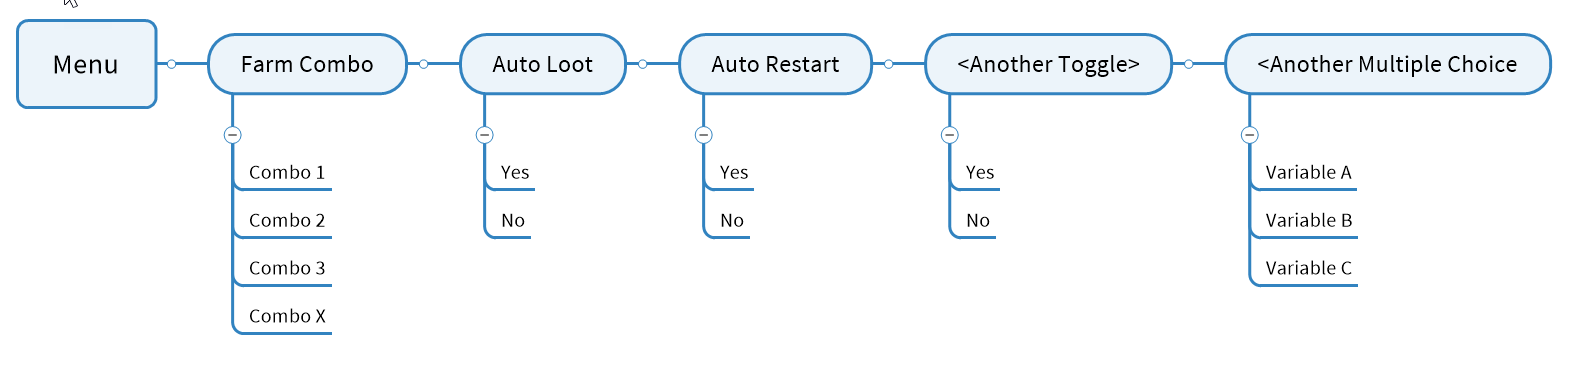 Menu
Farm Combo
Auto Loot
Auto Restart
<Another Toggle>
<Another Multiple Choice
Combo 1
Combo 2
Combo 3
Combo X
Yes
No
Yes
No
Yes
No
Variable A
Variable B
Variable C